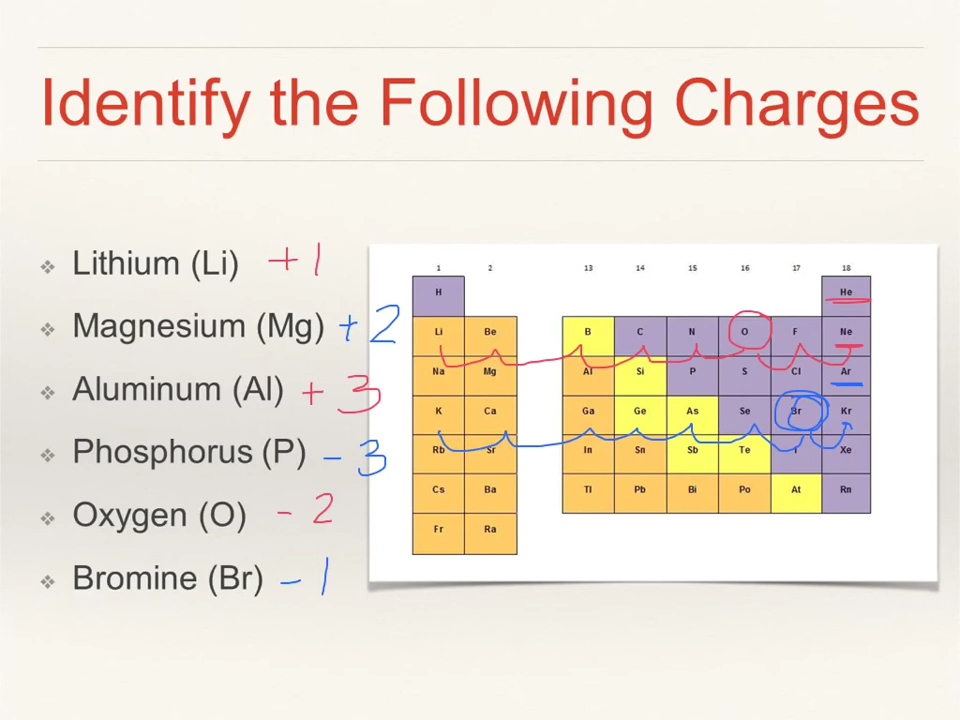 Identify the Following Charges
❖ Lithium (Li) +1
❖ Magnesium (Mg) +2
❖ Aluminum (Al) +3
❖ Phosphorus (P) -3
❖ Oxygen (O) -2
❖ Bromine (Br) -1
1 2 13 14 15 16 17 18
H He
Li Be B C N O F Ne
Na Mg Al Si P S Cl Ar
K Ca Ga Ge As Se Br Kr
Rb Sr In Sn Sb Te I Xe
Cs Ba Tl Pb Bi Po At Rn
Fr Ra